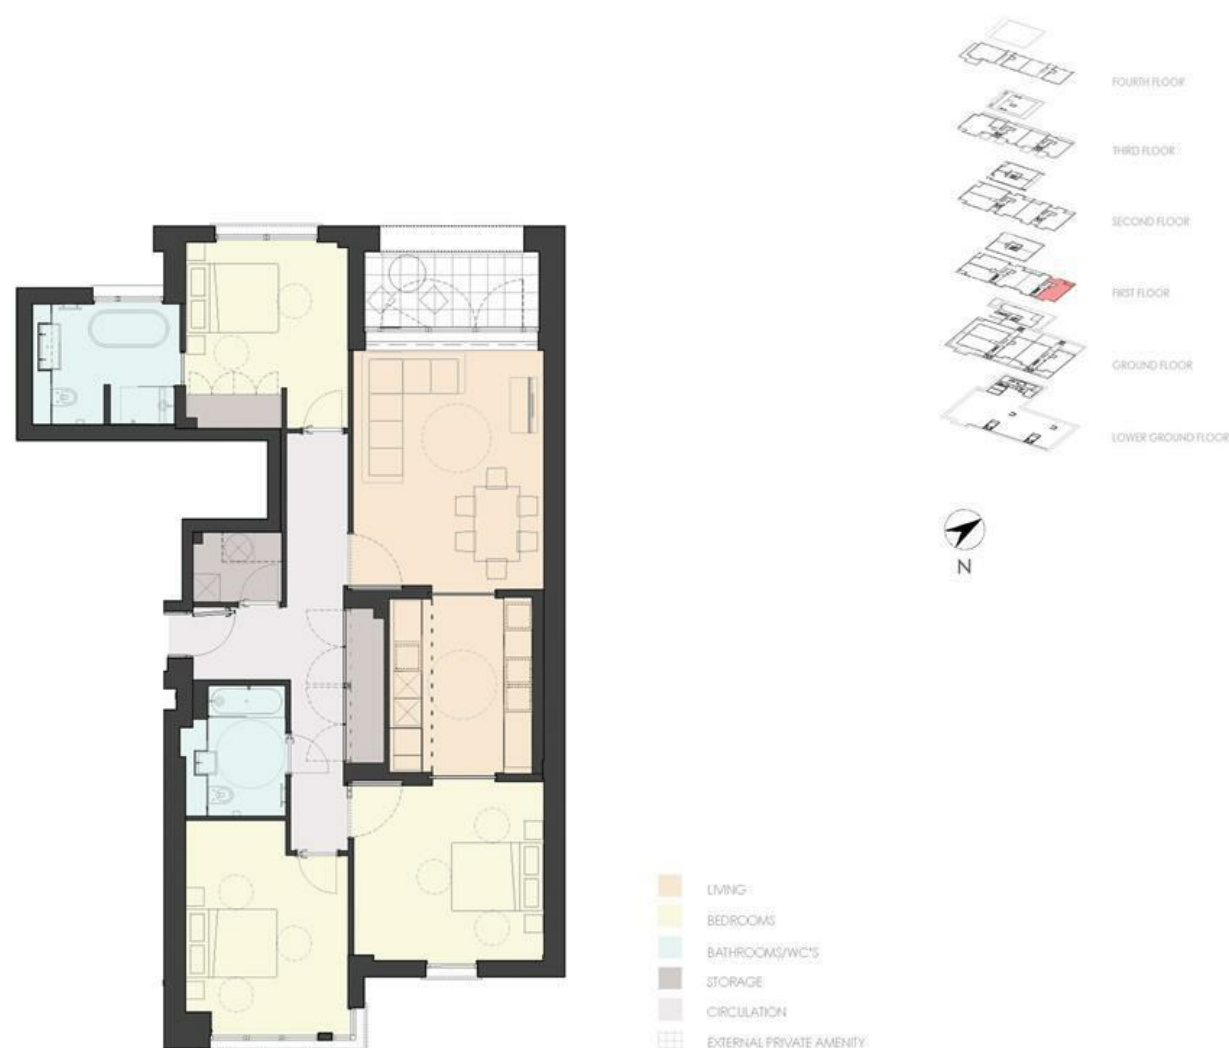 FOURTH FLOOR
THIRD FLOOR
SECOND FLOOR
FIRST FLOOR
GROUND FLOOR
LOWER GROUND FLOOR
N
LIVING
BEDROOMS
BATHROOMS/WC'S
STORAGE
CIRCULATION
EXTERNAL PRIVATE AMENITY